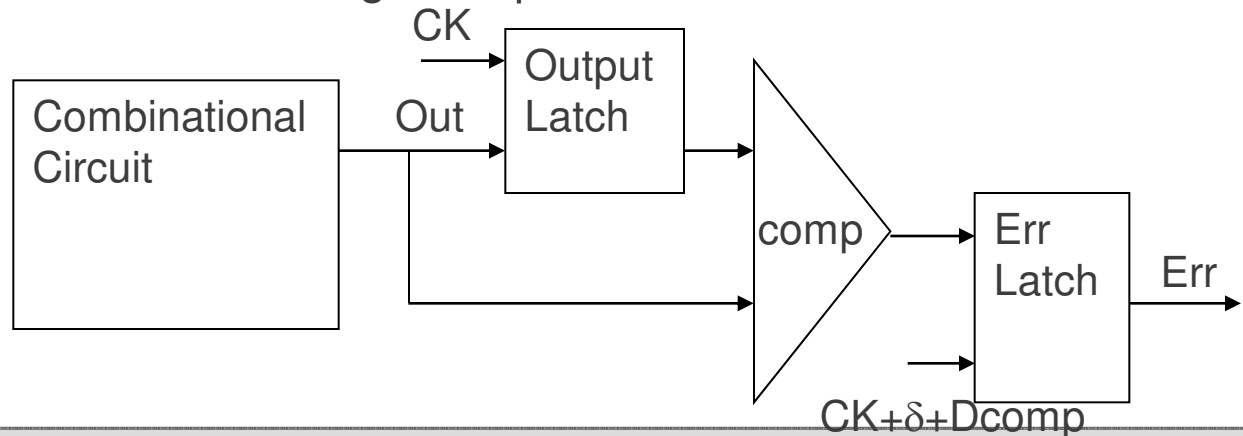 CK
Output
Latch
Combinational
Circuit
Out
comp
Err
Latch
Err
CK+δ+Dcomp